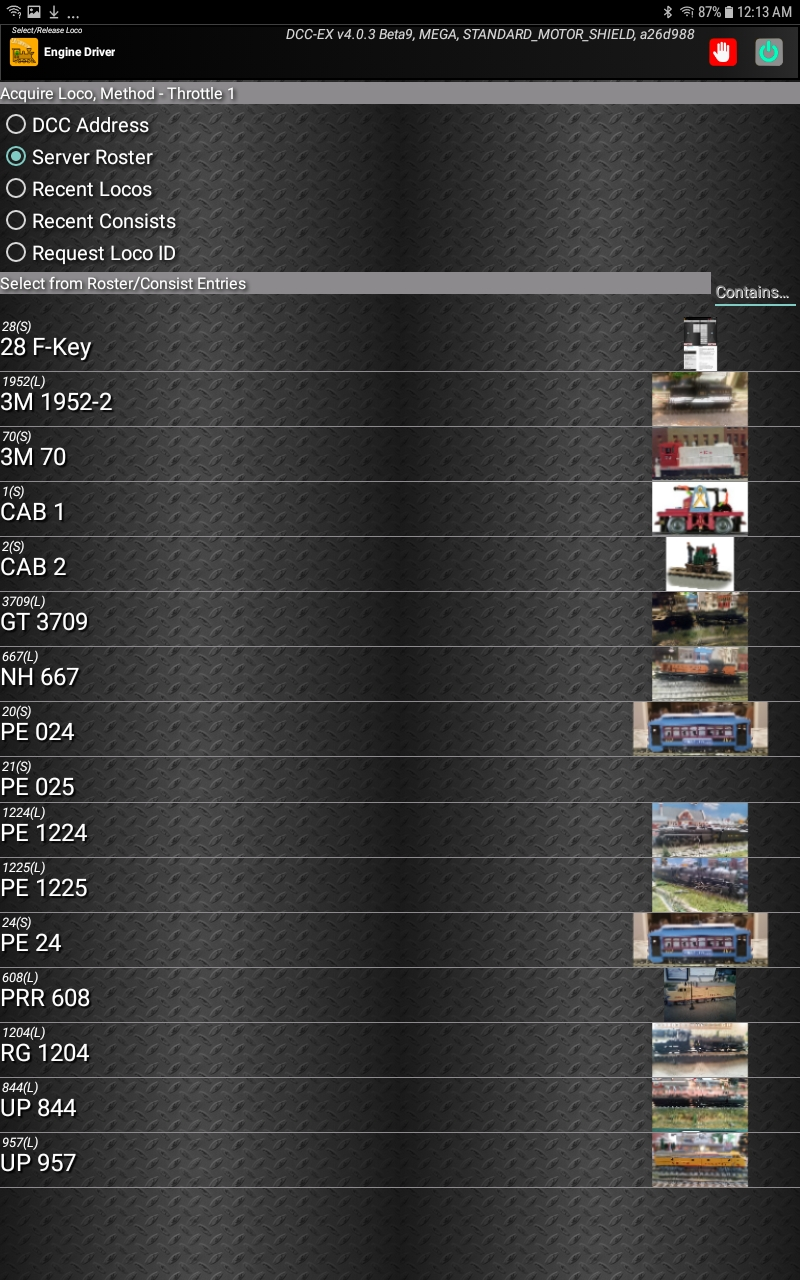 ...
87%
12:13 AM
Select/Release Loco
Engine Driver
DCC-EX v4.0.3 Beta9, MEGA, STANDARD_MOTOR_SHIELD, a26d988
Acquire Loco, Method - Throttle 1
DCC Address
Server Roster
Recent Locos
Recent Consists
Request Loco ID
Select from Roster/Consist Entries
Contains...
28(S)
28 F-Key
1952(L)
3M 1952-2
70(S)
3M 70
1(S)
CAB 1
2(S)
CAB 2
3709(L)
GT 3709
667(L)
NH 667
20(S)
PE 024
21(S)
PE 025
1224(L)
PE 1224
1225(L)
PE 1225
24(S)
PE 24
608(L)
PRR 608
1204(L)
RG 1204
844(L)
UP 844
957(L)
UP 957